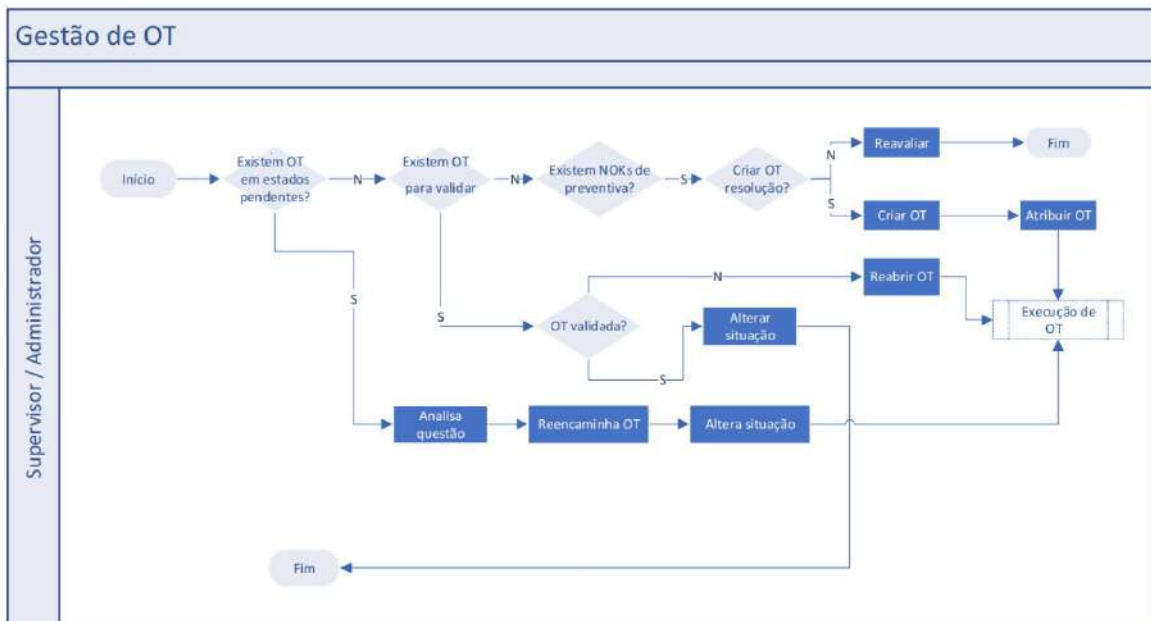 Gestão de OT
Supervisor / Administrador
Início
Existem OT
em estados
pendentes?
N
Existem OT
para validar
N
Existem NOKs de
preventiva?
S
Criar OT
resolução?
N
S
Reavaliar
Fim
Criar OT
Atribuir OT
S
S
OT validada?
N
Reabrir OT
S
Alterar
situação
Execução de
OT
Analisa
questão
Reencaminha OT
Altera situação
Fim